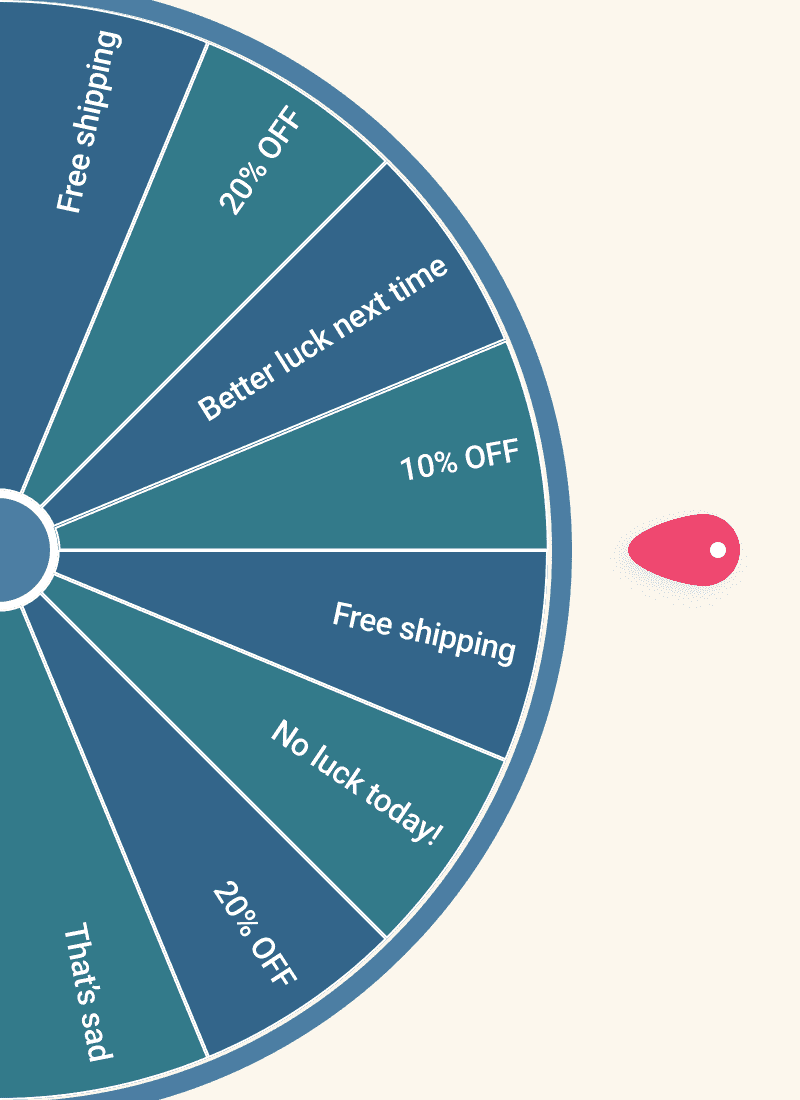 Free shipping
20% OFF
Better luck next time
10% OFF
Free shipping
No luck today!
20% OFF
That's sad